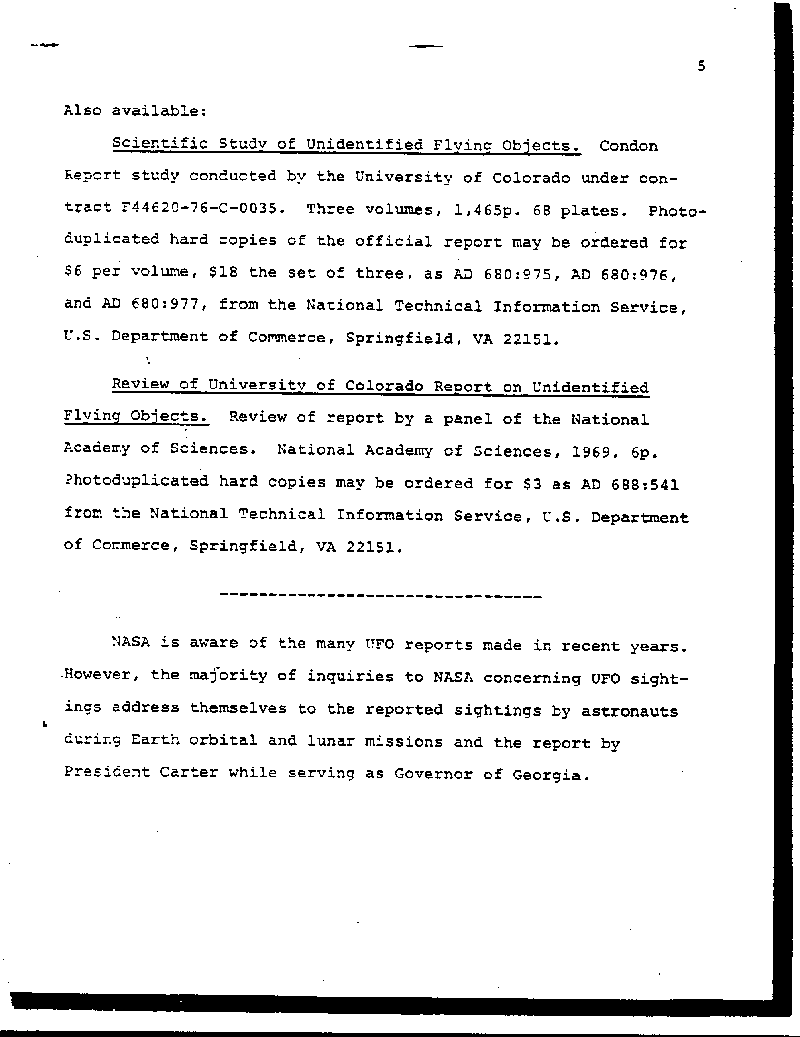 5
Also available:
Scientific Study of Unidentified Flying Objects. Condon
Report study conducted by the University of Colorado under con-
tract F44620-76-C-0035. Three volumes, 1,465p. 68 plates. Photo-
duplicated hard copies of the official report may be ordered for
$6 per volume, $18 the set of three, as AD 680:975, AD 680:976,
and AD 680:977, from the National Technical Information Service,
U.S. Department of Commerce, Springfield, VA 22151.
Review of University of Colorado Report on Unidentified
Flying Objects. Review of report by a panel of the National
Academy of Sciences. National Academy of Sciences, 1969, 6p.
Photoduplicated hard copies may be ordered for $3 as AD 688:541
from the National Technical Information Service, U.S. Department
of Commerce, Springfield, VA 22151.
---------------------------------
NASA is aware of the many UFO reports made in recent years.
However, the majority of inquiries to NASA concerning UFO sight-
ings address themselves to the reported sightings by astronauts
during Earth orbital and lunar missions and the report by
President Carter while serving as Governor of Georgia.